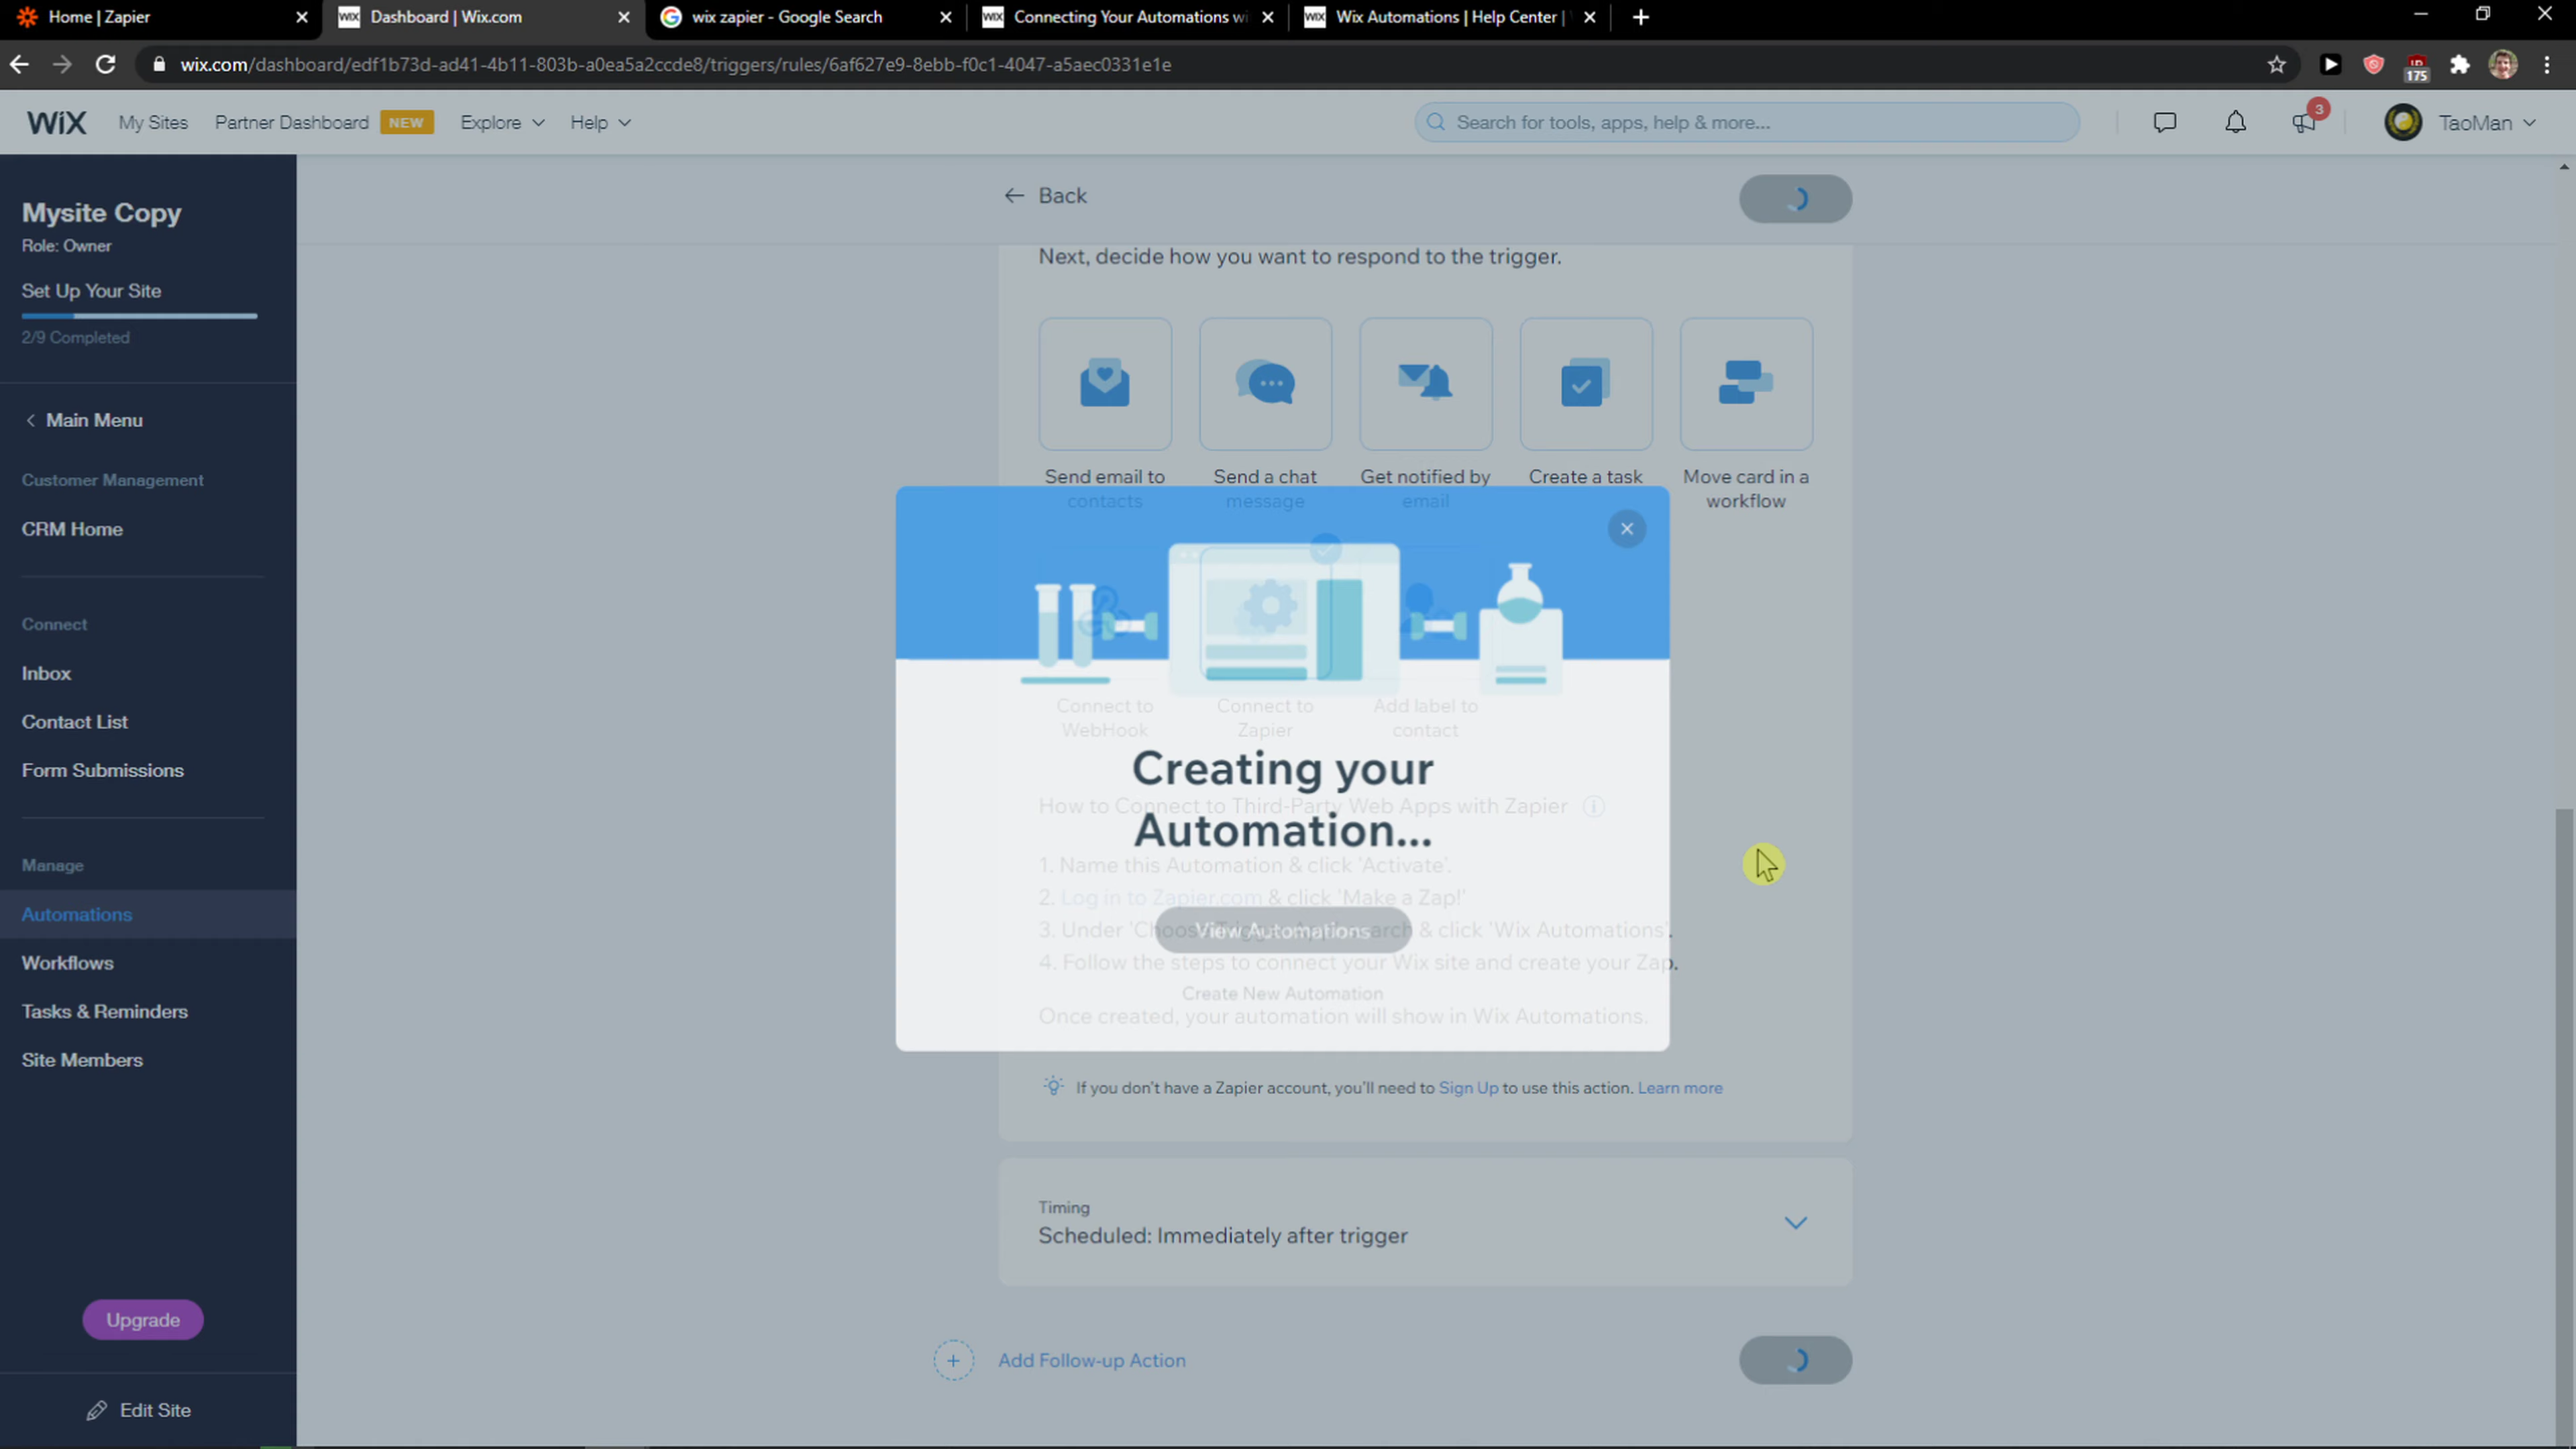 Home | Zapier
Dashboard | Wix.com
wix zapier - Google Search
Connecting Your Automations wi
Wix Automations | Help Center |
wix.com/dashboard/edf1b73d-ad41-4b11-803b-a0ea5a2ccde8/triggers/rules/6af627e9-8ebb-f0c1-4047-a5aec0331e1e
175
WiX
My Sites
Partner Dashboard
NEW
Explore
Help
Search for tools, apps, help & more...
3
TaoMan
Mysite Copy
Role: Owner
Set Up Your Site
2/9 Completed
Main Menu
Customer Management
CRM Home
Connect
Inbox
Contact List
Form Submissions
Manage
Automations
Workflows
Tasks & Reminders
Site Members
Upgrade
Edit Site
Back
Next, decide how you want to respond to the trigger.
Send email to
contacts
Send a chat
message
Get notified by
email
Create a task
Move card in a
workflow
Connect to
WebHook
Connect to
Zapier
Add label to
contact
Creating your
Automation...
How to Connect to Third-Party Web Apps with Zapier
1. Name this Automation & click 'Activate'.
2. Log in to Zapier.com & click 'Make a Zap!'
3. Under 'Choose Trigger App' search & click 'Wix Automations'.
View Automations
4. Follow the steps to connect your Wix site and create your Zap.
Create New Automation
Once created, your automation will show in Wix Automations.
If you don't have a Zapier account, you'll need to Sign Up to use this action. Learn more
Timing
Scheduled: Immediately after trigger
Add Follow-up Action